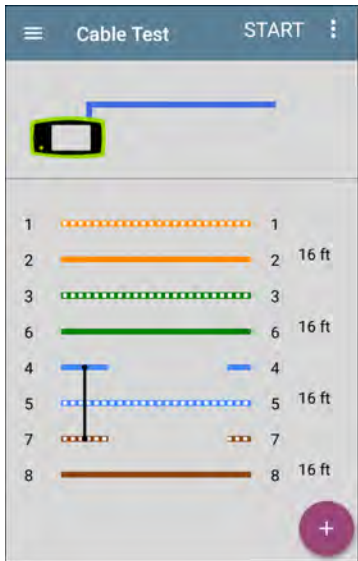 Cable Test START
1 1
2 2 16 ft
3 3
6 6 16 ft
4 4
5 5 16 ft
7 7
8 8 16 ft
+